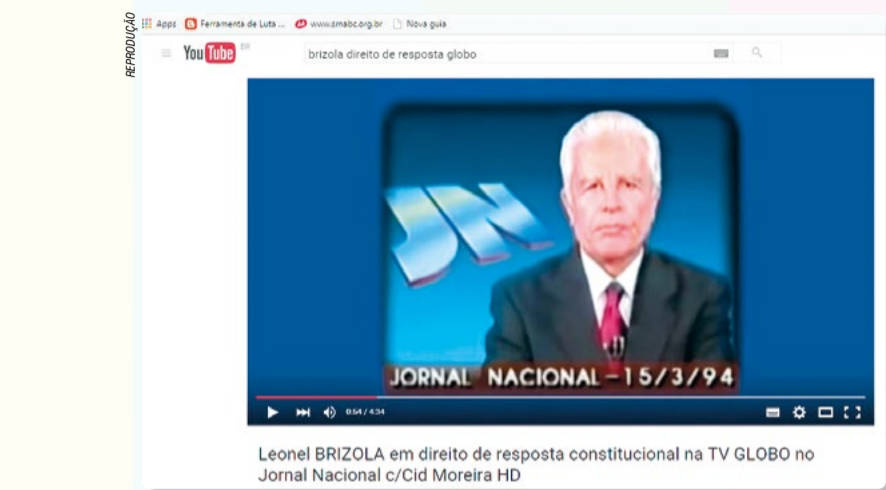 REPRODUÇÃO
Apps Ferramenta de Luta ... www.smabc.org.br Nova guia
YouTube BR
brizola direito de resposta globo
JN
JORNAL NACIONAL - 15/3/94
0:54 / 4:34
Leonel BRIZOLA em direito de resposta constitucional na TV GLOBO no
Jornal Nacional c/Cid Moreira HD